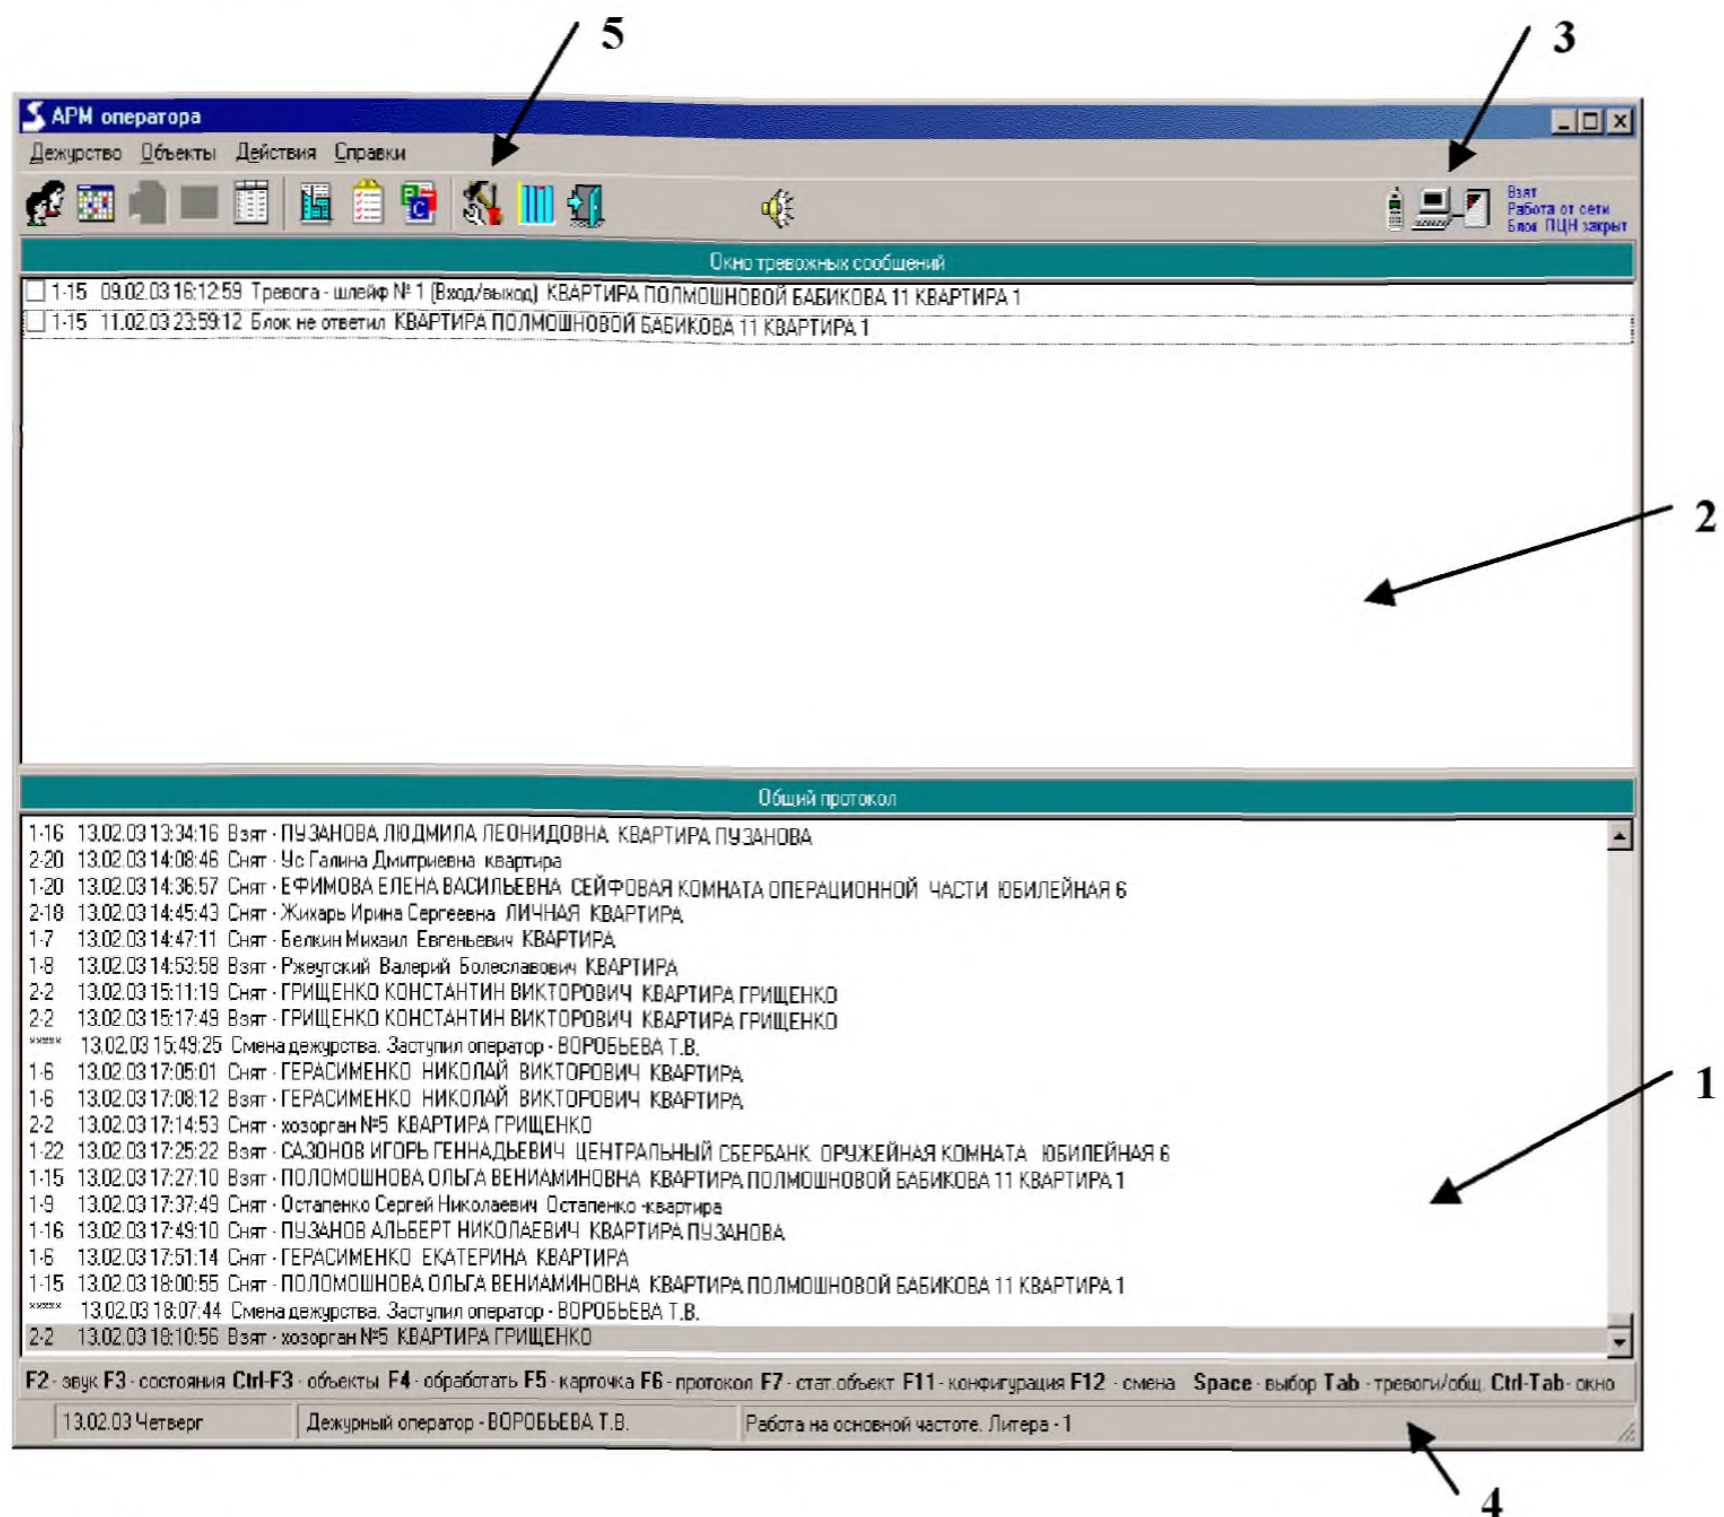 5
3
АРМ оператора
Дежурство Объекты Действия Справки
Взят
Работа от сети
Блок ПЦН закрыт
Окно тревожных сообщений
1-15 09.02.03 16:12:59 Тревога - шлейф № 1 (Вход/выход) КВАРТИРА ПОЛМОШНОВОЙ БАБИКОВА 11 КВАРТИРА 1
1-15 11.02.03 23:59:12 Блок не ответил КВАРТИРА ПОЛМОШНОВОЙ БАБИКОВА 11 КВАРТИРА 1
2
Общий протокол
1-16 13.02.03 13:34:16 Взят - ПУЗАНОВА ЛЮДМИЛА ЛЕОНИДОВНА КВАРТИРА ПУЗАНОВА
2-20 13.02.03 14:08:46 Снят - Ус Галина Дмитриевна квартира
1-20 13.02.03 14:36:57 Снят - ЕФИМОВА ЕЛЕНА ВАСИЛЬЕВНА СЕЙФОВАЯ КОМНАТА ОПЕРАЦИОННОЙ ЧАСТИ ЮБИЛЕЙНАЯ 6
2-18 13.02.03 14:45:43 Снят - Жихарь Ирина Сергеевна ЛИЧНАЯ КВАРТИРА
1-7 13.02.03 14:47:11 Снят - Белкин Михаил Евгеньевич КВАРТИРА
1-8 13.02.03 14:53:58 Взят - Ржеутский Валерий Болеславович КВАРТИРА
2-2 13.02.03 15:11:19 Снят - ГРИЩЕНКО КОНСТАНТИН ВИКТОРОВИЧ КВАРТИРА ГРИЩЕНКО
2-2 13.02.03 15:17:49 Взят - ГРИЩЕНКО КОНСТАНТИН ВИКТОРОВИЧ КВАРТИРА ГРИЩЕНКО
***** 13.02.03 15:49:25 Смена дежурства. Заступил оператор - ВОРОБЬЕВА Т.В.
1-6 13.02.03 17:05:01 Снят - ГЕРАСИМЕНКО НИКОЛАЙ ВИКТОРОВИЧ КВАРТИРА
1-6 13.02.03 17:08:12 Взят - ГЕРАСИМЕНКО НИКОЛАЙ ВИКТОРОВИЧ КВАРТИРА
1
2-2 13.02.03 17:14:53 Снят - хозорган №5 КВАРТИРА ГРИЩЕНКО
1-22 13.02.03 17:25:22 Взят - САЗОНОВ ИГОРЬ ГЕННАДЬЕВИЧ ЦЕНТРАЛЬНЫЙ СБЕРБАНК ОРУЖЕЙНАЯ КОМНАТА ЮБИЛЕЙНАЯ 6
1-15 13.02.03 17:27:10 Взят - ПОЛОМОШНОВА ОЛЬГА ВЕНИАМИНОВНА КВАРТИРА ПОЛМОШНОВОЙ БАБИКОВА 11 КВАРТИРА 1
1-9 13.02.03 17:37:49 Снят - Остапенко Сергей Николаевич Остапенко -квартира
1-16 13.02.03 17:49:10 Снят - ПУЗАНОВ АЛЬБЕРТ НИКОЛАЕВИЧ КВАРТИРА ПУЗАНОВА
1-6 13.02.03 17:51:14 Снят - ГЕРАСИМЕНКО ЕКАТЕРИНА КВАРТИРА
1-15 13.02.03 18:00:55 Снят - ПОЛОМОШНОВА ОЛЬГА ВЕНИАМИНОВНА КВАРТИРА ПОЛМОШНОВОЙ БАБИКОВА 11 КВАРТИРА 1
***** 13.02.03 18:07:44 Смена дежурства. Заступил оператор - ВОРОБЬЕВА Т.В.
2-2 13.02.03 18:10:56 Взят - хозорган №5 КВАРТИРА ГРИЩЕНКО
F2 - звук F3 - состояния Ctrl-F3 - объекты F4 - обработать F5 - карточка F6 - протокол F7 - стат.объект F11 - конфигурация F12 - смена Space - выбор Tab - тревоги/общ. Ctrl-Tab - окно
13.02.03 Четверг Дежурный оператор - ВОРОБЬЕВА Т.В. Работа на основной частоте. Литера - 1
4